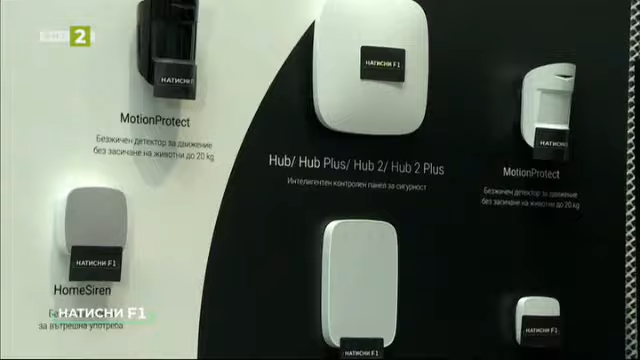 БНТ 2
НАТИСНИ F1
MotionProtect
Безжичен детектор за движение
без засичане на животни до 20 kg
НАТИСНИ F1
Hub/ Hub Plus/ Hub 2/ Hub 2 Plus
Интелигентен контролен панел за сигурност
НАТИСНИ
MotionProtect
Безжичен детектор за движение
без засичане на животни до 20 kg
НАТИСНИ F1
HomeSiren
за вътрешна употреба
НАТИСНИ F1
НАТИСНИ F1
НАТИСНИ F1